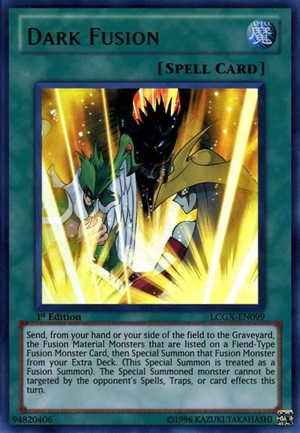 DARK FUSION
SPELL
魔
[SPELL CARD]
1st Edition
LCGX-EN099
Send, from your hand or your side of the field to the Graveyard,
the Fusion Material Monsters that are listed on a Fiend-Type
Fusion Monster Card, then Special Summon that Fusion Monster
from your Extra Deck. (This Special Summon is treated as a
Fusion Summon). The Special Summoned monster cannot be
targeted by the opponent's Spells, Traps, or card effects this
turn.
94820406
©1996 KAZUKI TAKAHASHI